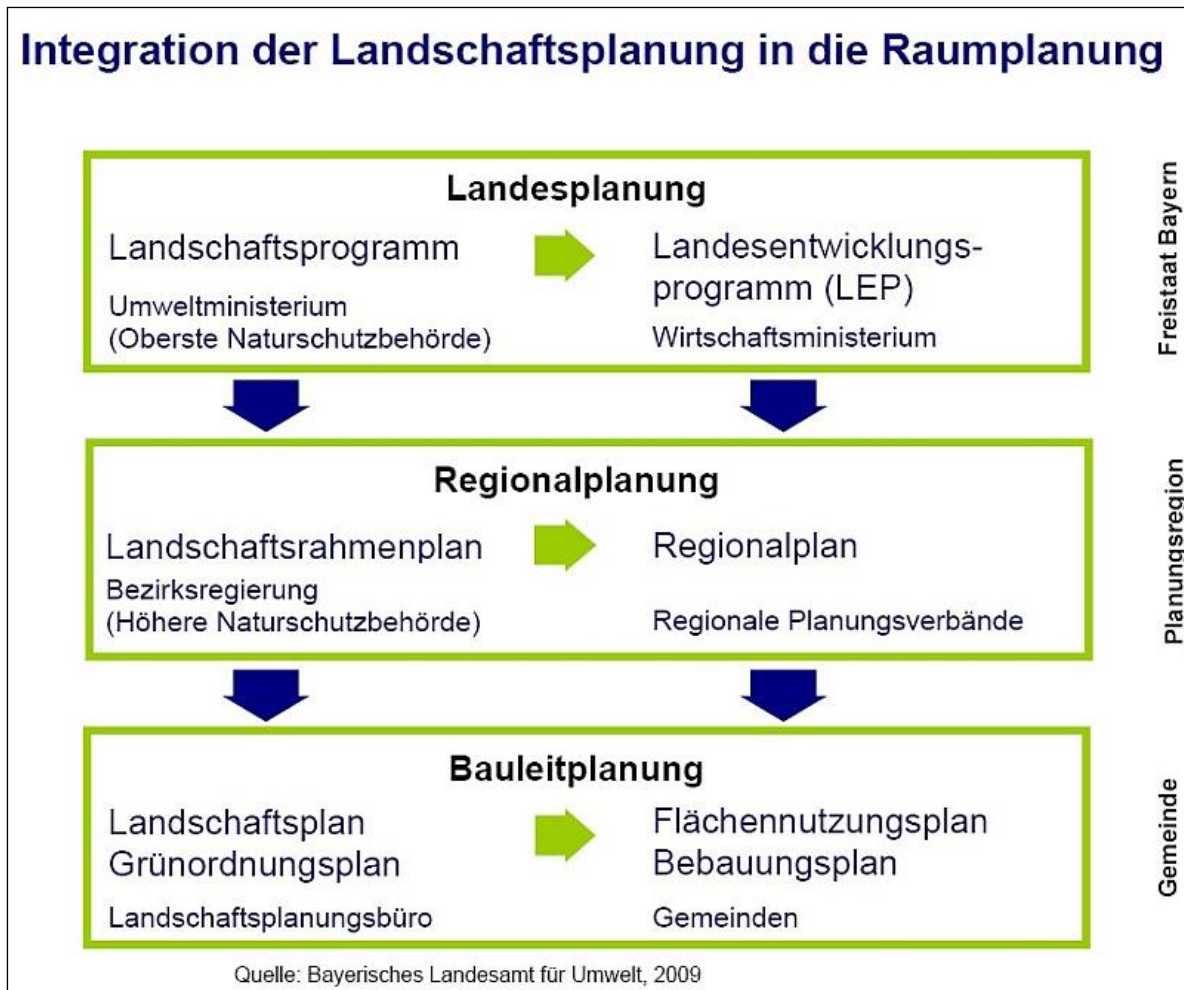 Integration der Landschaftsplanung in die Raumplanung
Landesplanung
Landschaftsprogramm
Umweltministerium
(Oberste Naturschutzbehörde)
Landesentwicklungs-
programm (LEP)
Wirtschaftsministerium
Freistaat Bayern
Regionalplanung
Landschaftsrahmenplan
Bezirksregierung
(Höhere Naturschutzbehörde)
Regionalplan
Regionale Planungsverbände
Planungsregion
Bauleitplanung
Landschaftsplan
Grünordnungsplan
Landschaftsplanungsbüro
Flächennutzungsplan
Bebauungsplan
Gemeinden
Gemeinde
Quelle: Bayerisches Landesamt für Umwelt, 2009